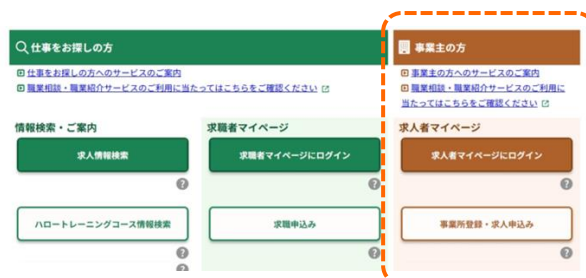 仕事をお探しの方
仕事をお探しの方へのサービスのご案内
職業相談・職業紹介サービスのご利用に当たってはこちらをご確認ください
情報検索・ご案内
求人情報検索
?
ハロートレーニングコース情報検索
?
?
求職者マイページ
求職者マイページにログイン
?
求職申込み
?
事業主の方
事業主の方へのサービスのご案内
職業相談・職業紹介サービスのご利用に
当たってはこちらをご確認ください
求人者マイページ
求人者マイページにログイン
?
事業所登録・求人申込み
?